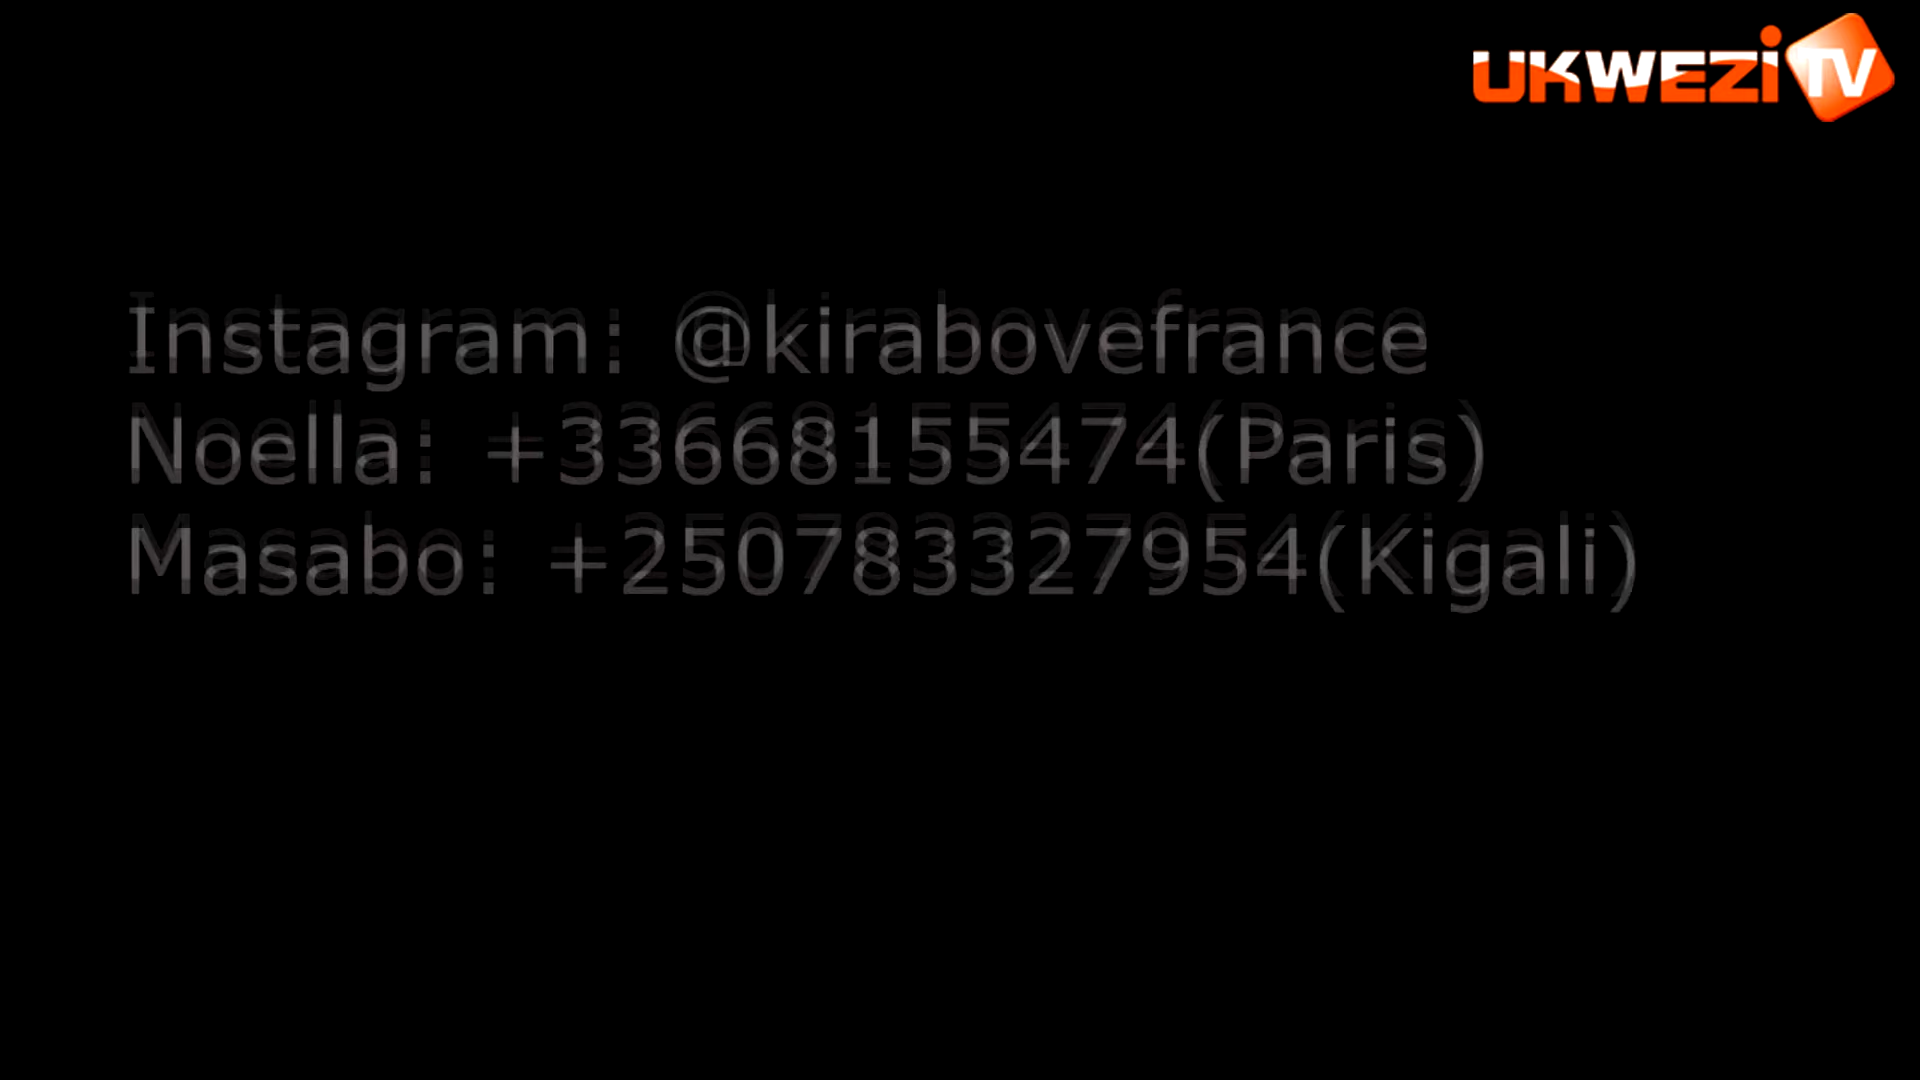 UKWEZI TV
Instagram: @kirabovefrance
Noella: +33668155474(Paris)
Masabo: +250783327954(Kigali)